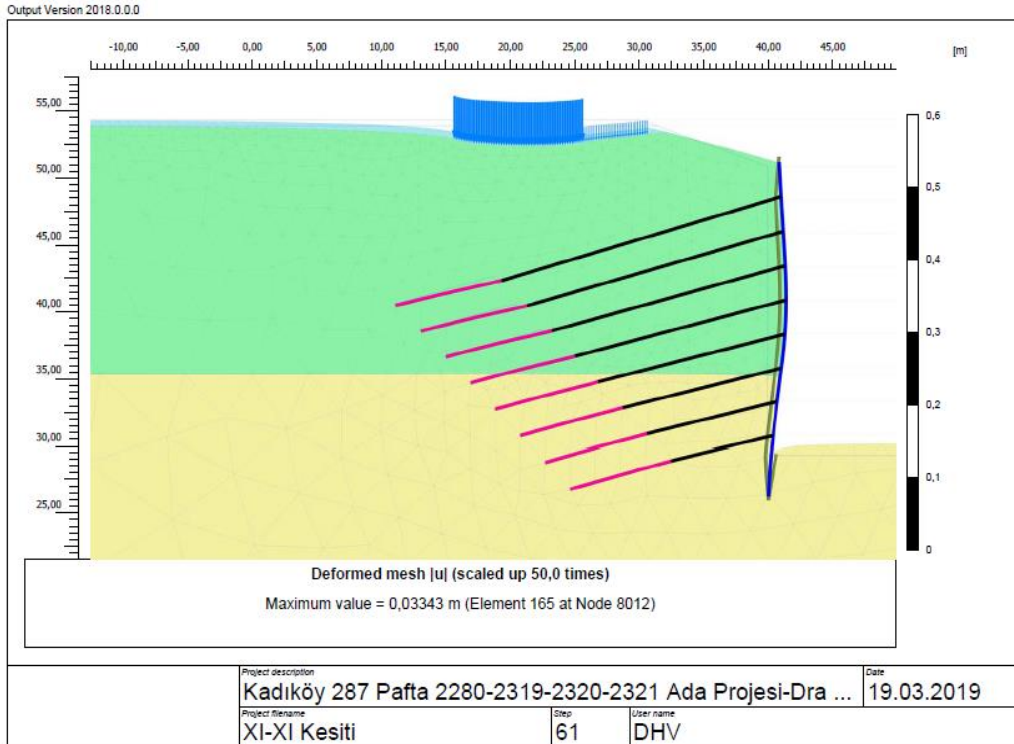 Output Version 2018.0.0.0
-10,00 -5,00 0,00 5,00 10,00 15,00 20,00 25,00 30,00 35,00 40,00 45,00
[m]
55,00
50,00
45,00
40,00
35,00
30,00
25,00
0,6
0,5
0,4
0,3
0,2
0,1
0
Deformed mesh |u| (scaled up 50,0 times)
Maximum value = 0,03343 m (Element 165 at Node 8012)
Project description
Kadıköy 287 Pafta 2280-2319-2320-2321 Ada Projesi-Dra ...
Date
19.03.2019
Project filename
XI-XI Kesiti
Step
61
User name
DHV